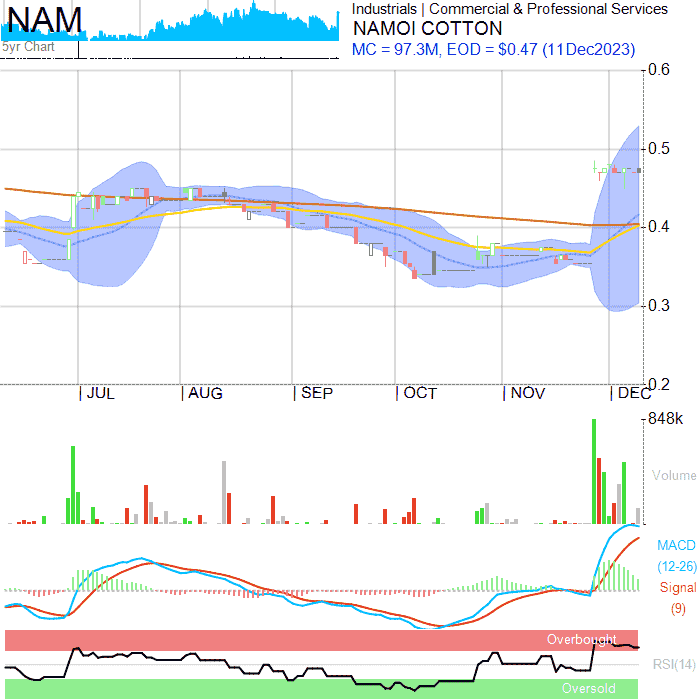 NAM
5yr Chart
Industrials | Commercial & Professional Services
NAMOI COTTON
MC = 97.3M, EOD = $0.47 (11Dec2023)
0.6
0.5
0.4
0.3
0.2
| JUL | AUG | SEP | OCT | NOV | DEC
848k
Volume
MACD
(12-26)
Signal
(9)
Overbought
RSI(14)
Oversold